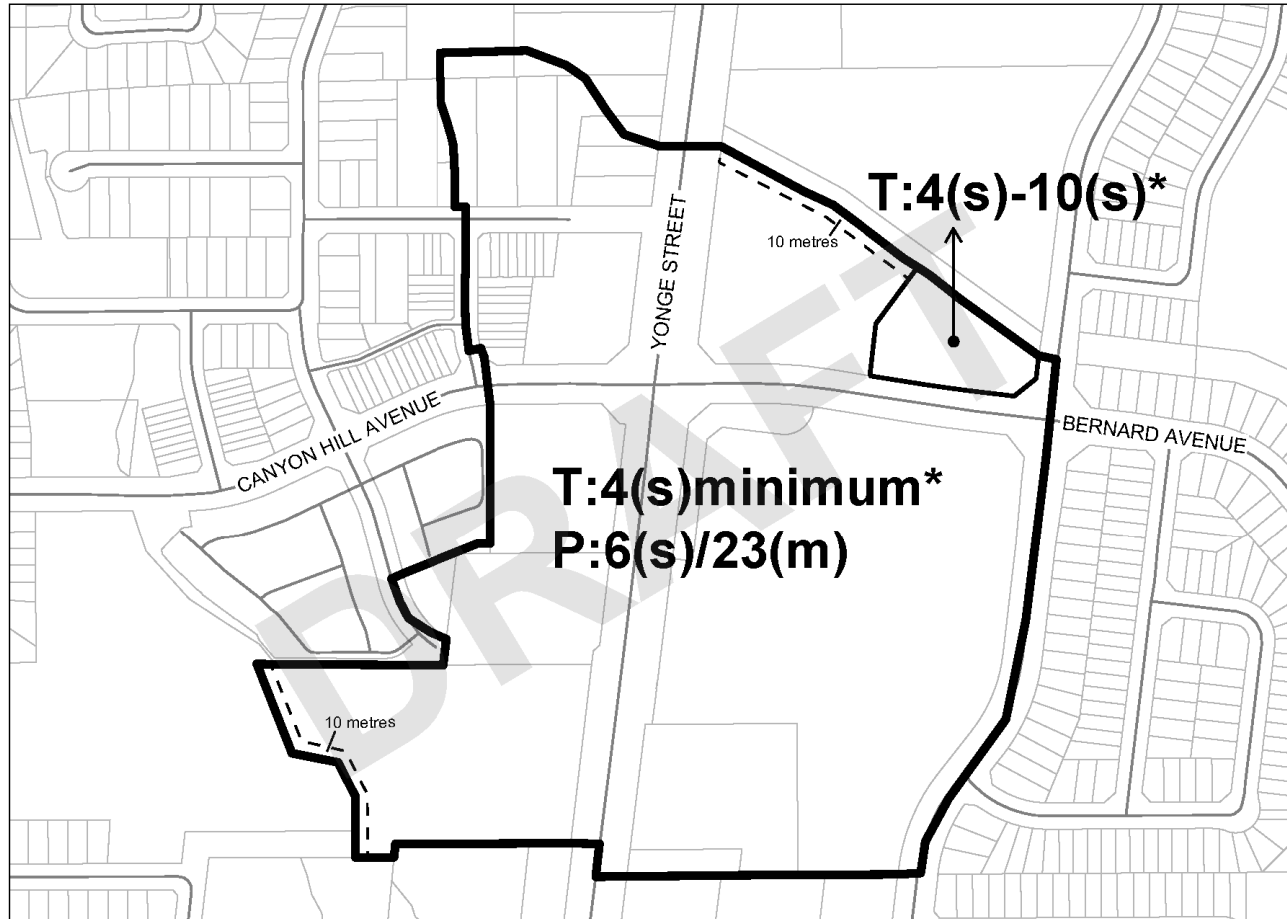 T:4(s)-10(s)*
10 metres
YONGE STREET
CANYON HILL AVENUE
BERNARD AVENUE
T:4(s)minimum*
P:6(s)/23(m)
DRAFT
10 metres